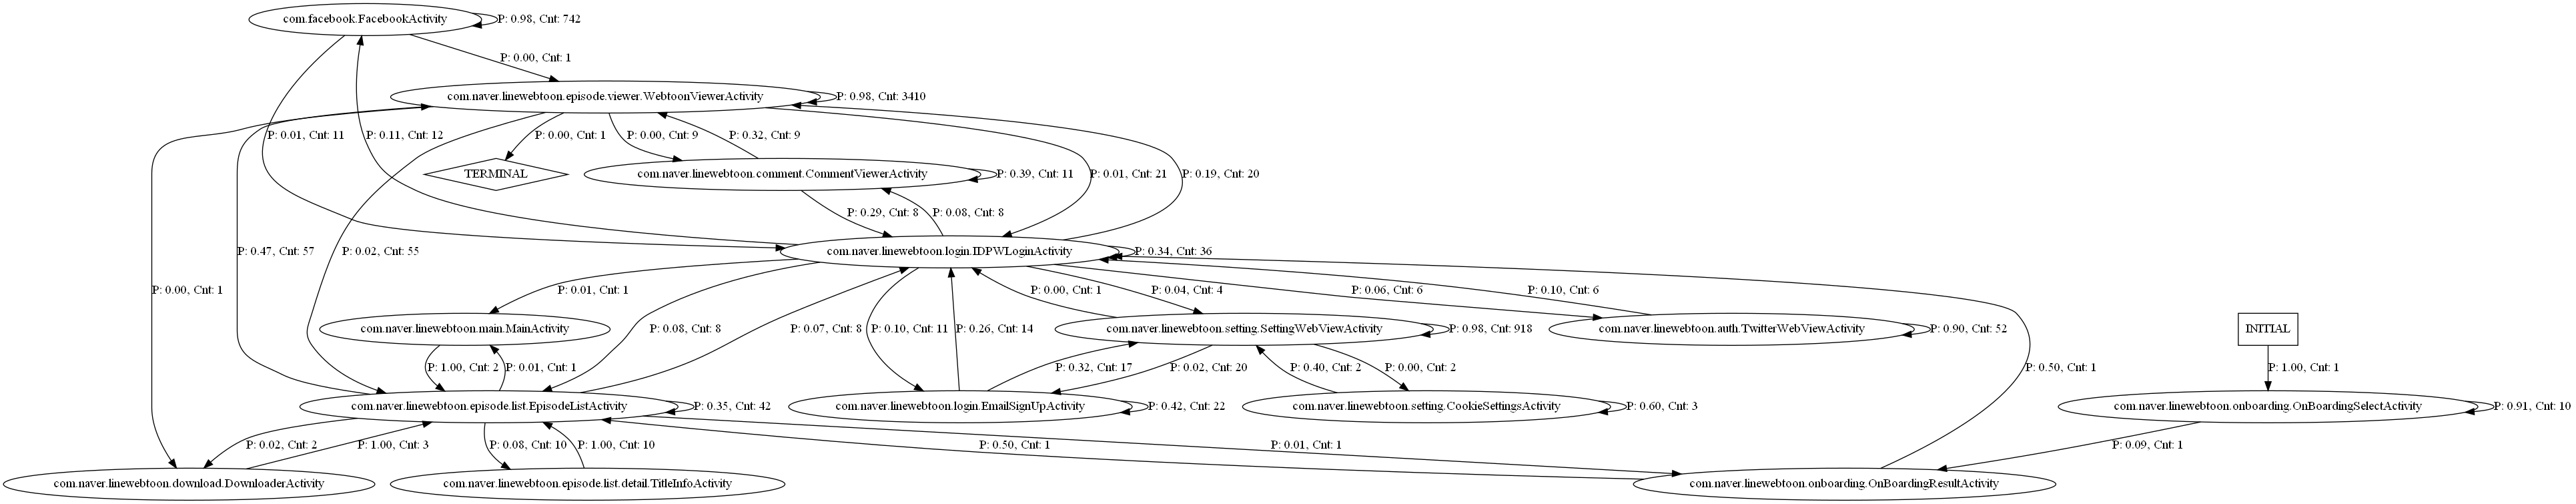 com.facebook.FacebookActivity
P: 0.98, Cnt: 742
P: 0.00, Cnt: 1
com.naver.linewebtoon.episode.viewer.WebtoonViewerActivity
P: 0.98, Cnt: 3410
P: 0.01, Cnt: 11
P: 0.11, Cnt: 12
P: 0.00, Cnt: 1
P: 0.00, Cnt: 9
P: 0.32, Cnt: 9
TERMINAL
com.naver.linewebtoon.comment.CommentViewerActivity
P: 0.39, Cnt: 11
P: 0.01, Cnt: 21
P: 0.19, Cnt: 20
P: 0.29, Cnt: 8
P: 0.08, Cnt: 8
P: 0.47, Cnt: 57
P: 0.02, Cnt: 55
com.naver.linewebtoon.login.IDPWLoginActivity
P: 0.34, Cnt: 36
P: 0.00, Cnt: 1
P: 0.01, Cnt: 1
P: 0.00, Cnt: 1
P: 0.04, Cnt: 4
P: 0.06, Cnt: 6
P: 0.10, Cnt: 6
com.naver.linewebtoon.main.MainActivity
P: 0.08, Cnt: 8
P: 0.07, Cnt: 8
P: 0.10, Cnt: 11
P: 0.26, Cnt: 14
com.naver.linewebtoon.setting.SettingWebViewActivity
P: 0.98, Cnt: 918
com.naver.linewebtoon.auth.TwitterWebViewActivity
P: 0.90, Cnt: 52
INITIAL
P: 1.00, Cnt: 2
P: 0.01, Cnt: 1
P: 0.32, Cnt: 17
P: 0.02, Cnt: 20
P: 0.40, Cnt: 2
P: 0.00, Cnt: 2
P: 0.50, Cnt: 1
P: 1.00, Cnt: 1
com.naver.linewebtoon.episode.list.EpisodeListActivity
P: 0.35, Cnt: 42
com.naver.linewebtoon.login.EmailSignUpActivity
P: 0.42, Cnt: 22
com.naver.linewebtoon.setting.CookieSettingsActivity
P: 0.60, Cnt: 3
com.naver.linewebtoon.onboarding.OnBoardingSelectActivity
P: 0.91, Cnt: 10
P: 0.02, Cnt: 2
P: 1.00, Cnt: 3
P: 0.08, Cnt: 10
P: 1.00, Cnt: 10
P: 0.50, Cnt: 1
P: 0.01, Cnt: 1
P: 0.09, Cnt: 1
com.naver.linewebtoon.download.DownloaderActivity
com.naver.linewebtoon.episode.list.detail.TitleInfoActivity
com.naver.linewebtoon.onboarding.OnBoardingResultActivity